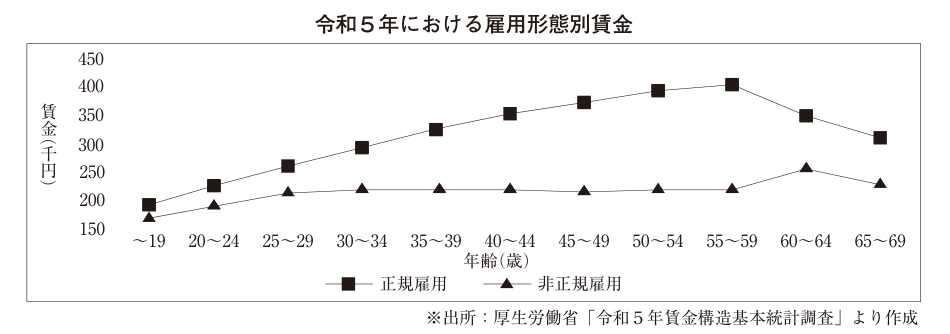 令和５年における雇用形態別賃金
賃金(千円)
450
400
350
300
250
200
150
～19 20～24 25～29 30～34 35～39 40～44 45～49 50～54 55～59 60～64 65～69
年齢(歳)
正規雇用 非正規雇用
※出所：厚生労働省「令和５年賃金構造基本統計調査」より作成